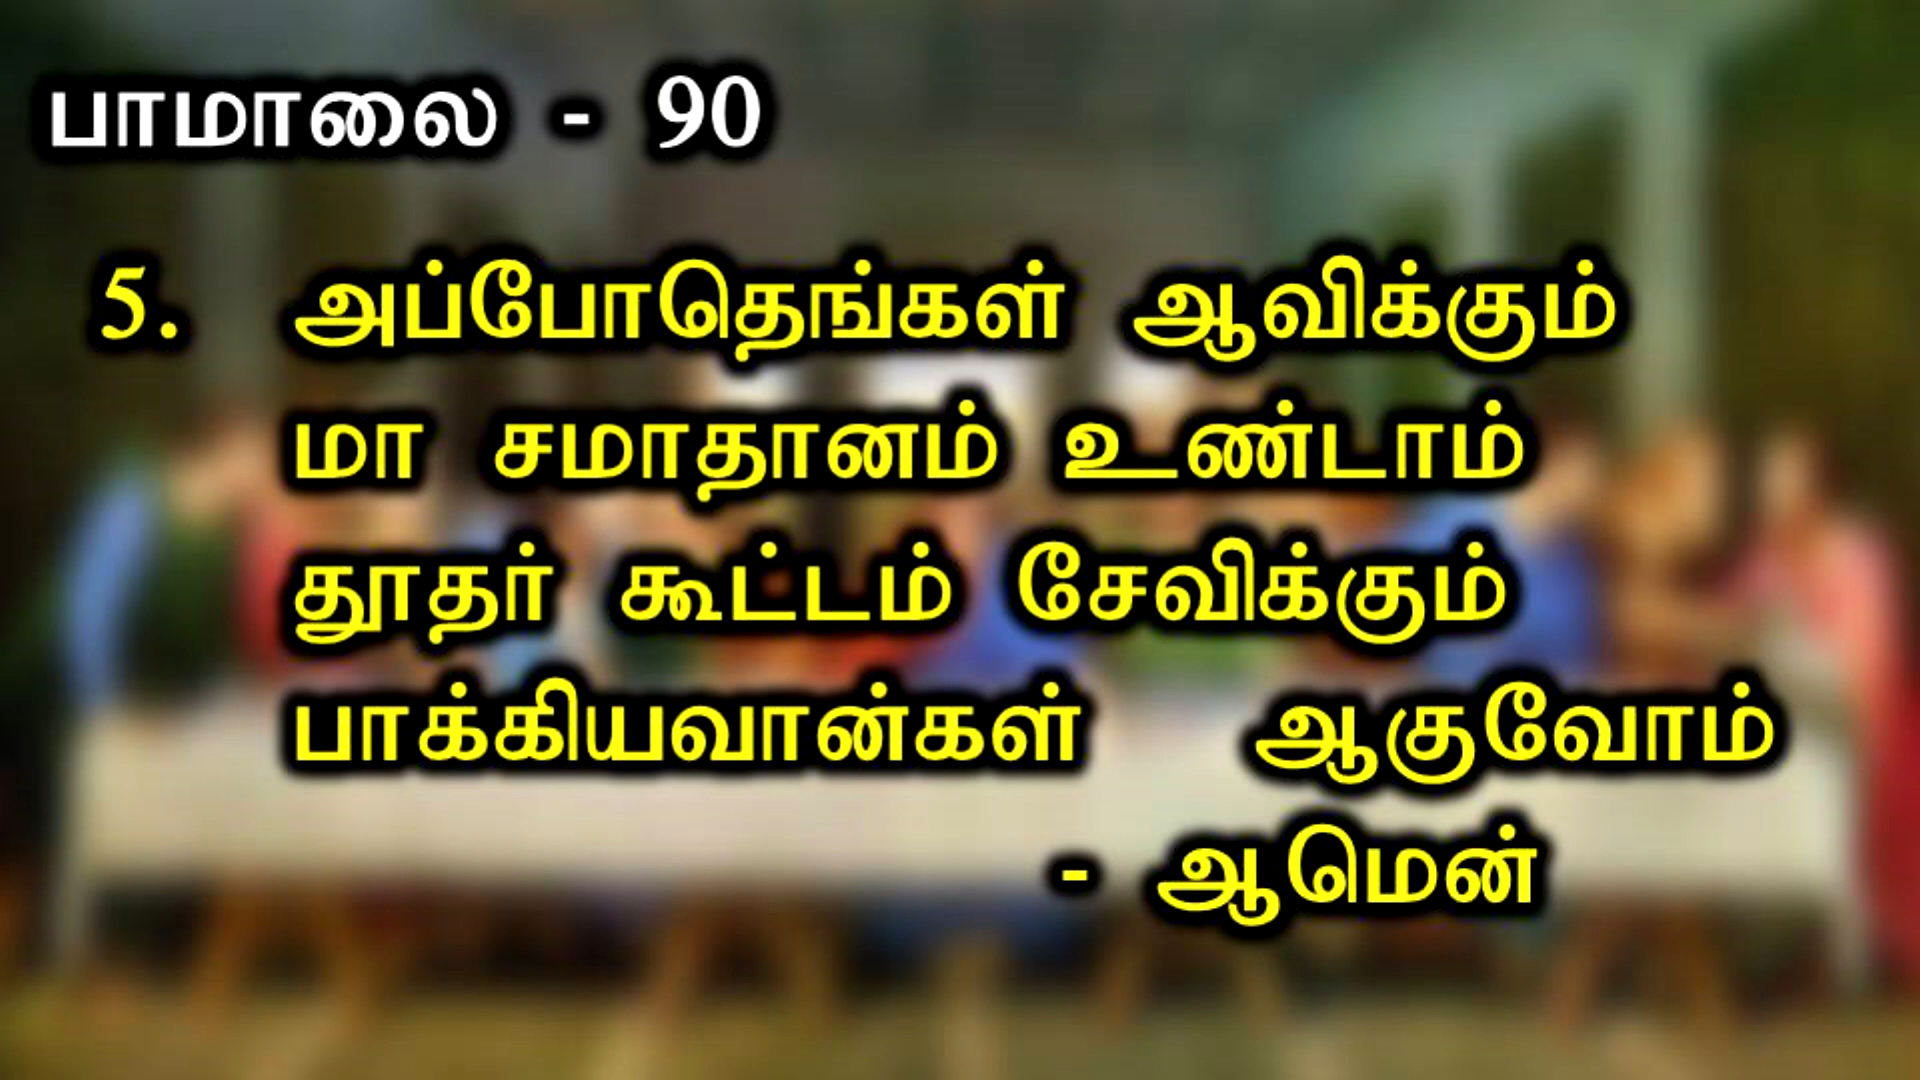 பாமாலை - 90
5. அப்போதெங்கள் ஆவிக்கும்
மா சமாதானம் உண்டாம்
தூதர் கூட்டம் சேவிக்கும்
பாக்கியவான்கள் ஆகுவோம்
- ஆமென்